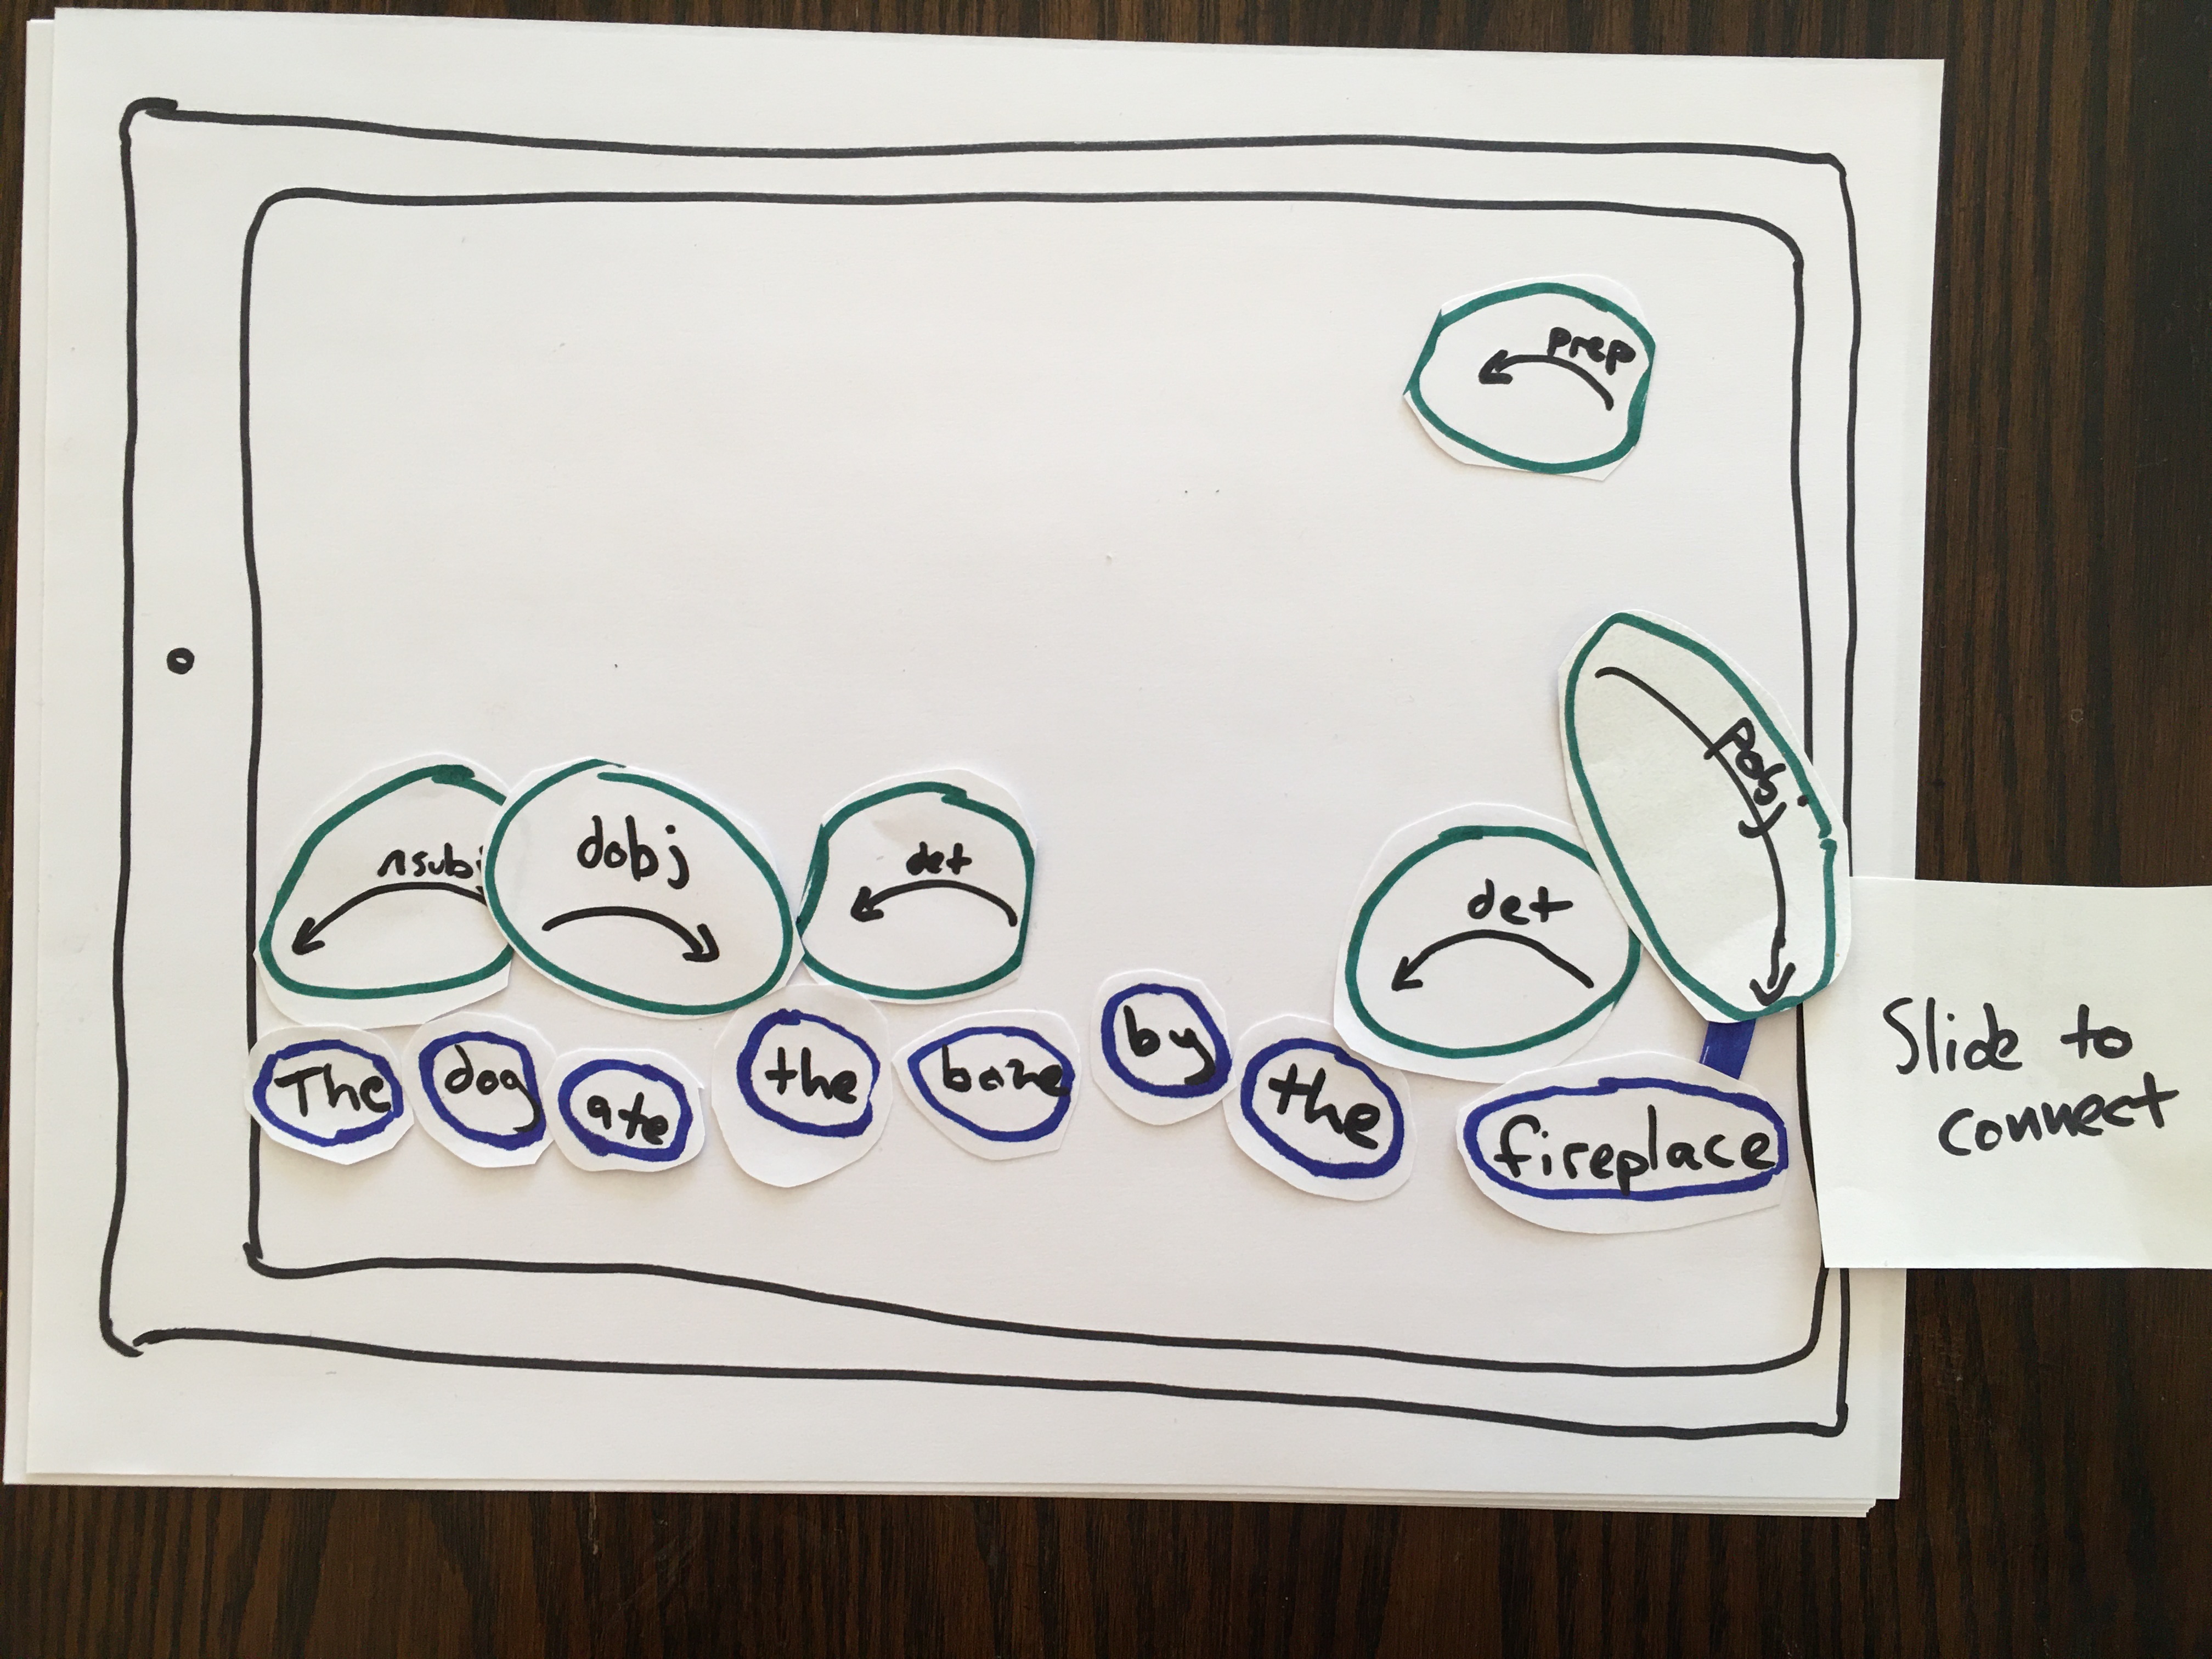 prep
pobj
nsubj
dobj
det
det
The dog ate the bone by the fireplace
Slide to
connect